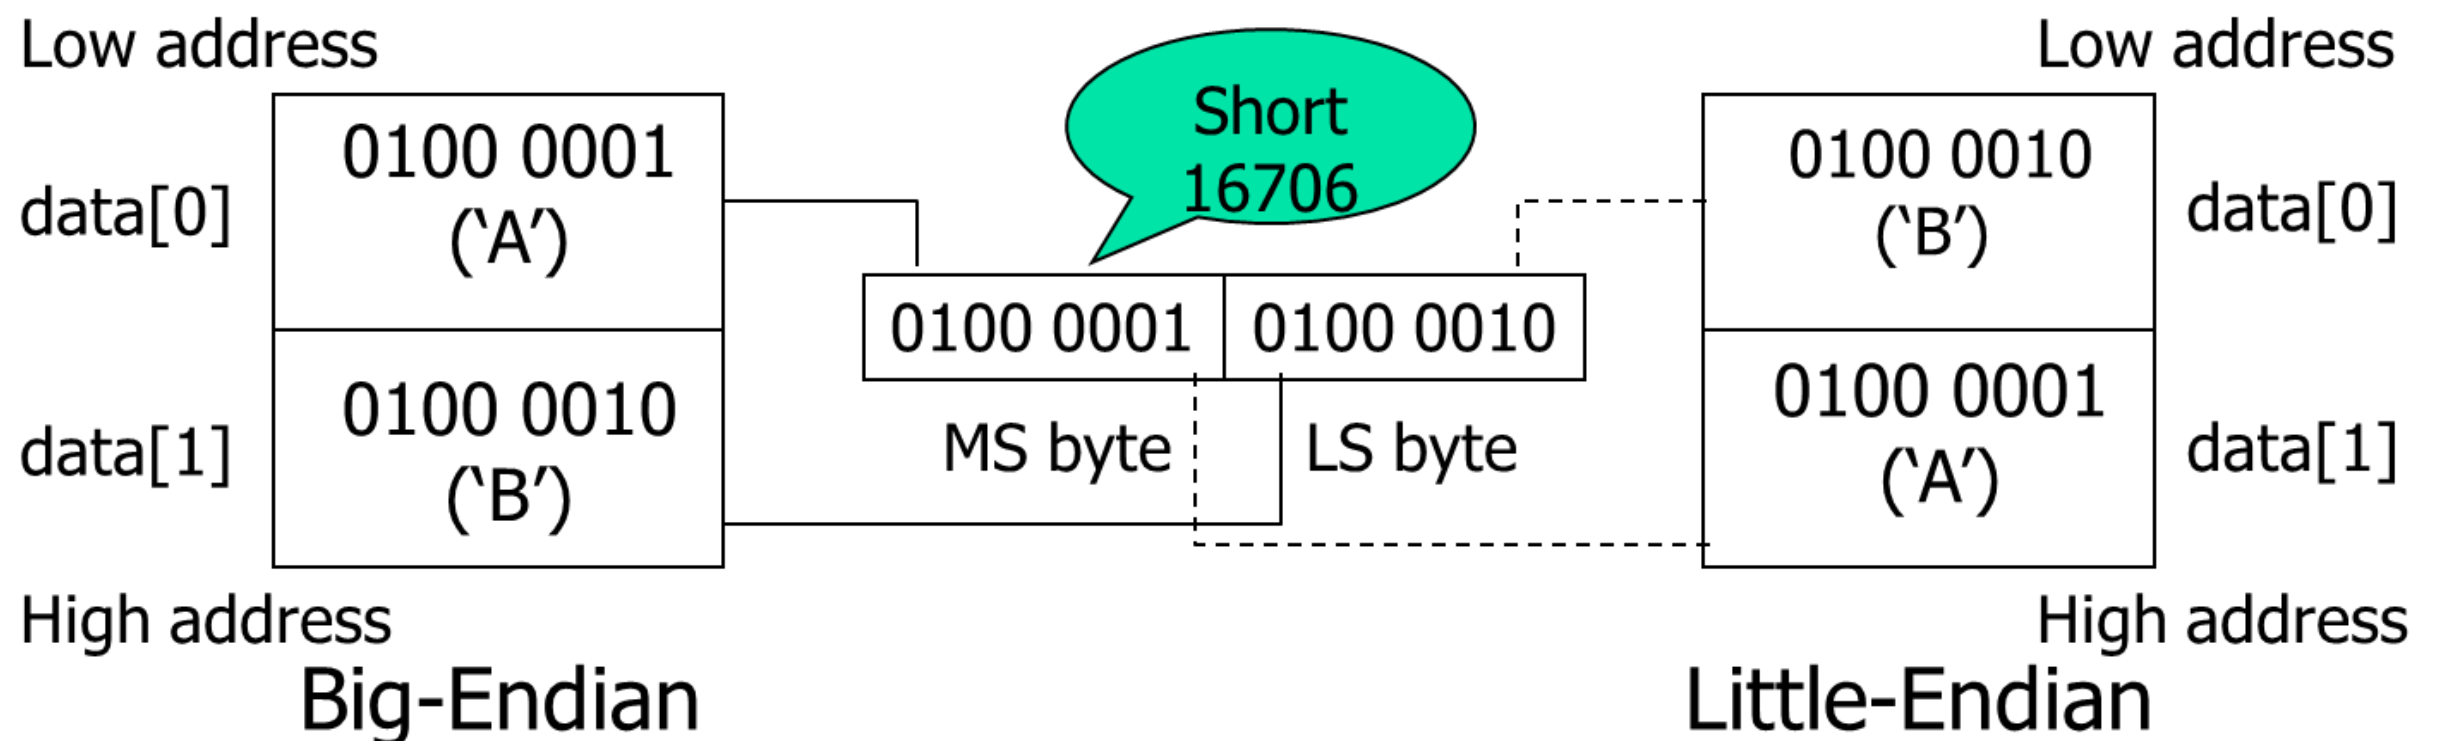 Low address
Low address
Short
16706
0100 0001
(‘A’)
data[0]
0100 0010
(‘B’)
data[0]
0100 0001
0100 0010
MS byte
LS byte
0100 0010
(‘B’)
data[1]
0100 0001
(‘A’)
data[1]
High address
High address
Big-Endian
Little-Endian